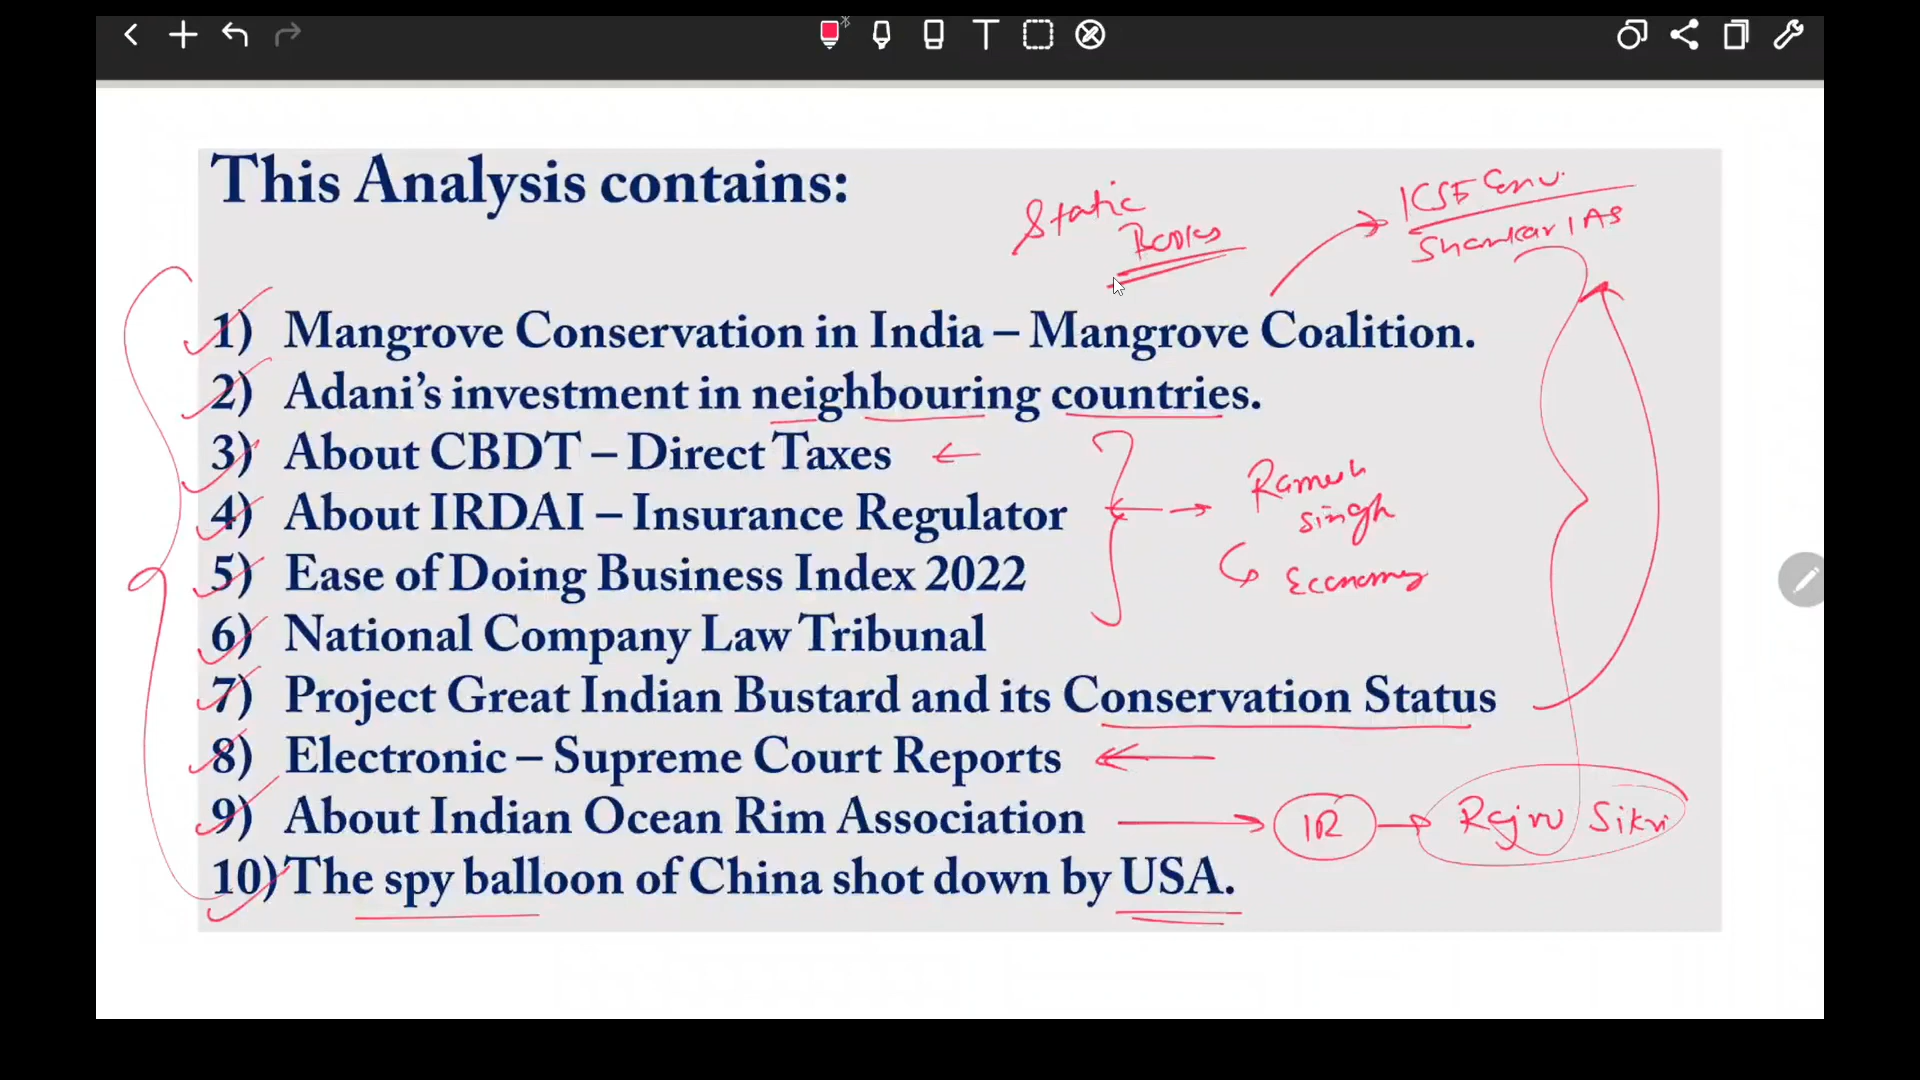 This Analysis contains:
Static
Books
ICSE Env.
Shankar IAS
1) Mangrove Conservation in India – Mangrove Coalition.
2) Adani's investment in neighbouring countries.
3) About CBDT – Direct Taxes
4) About IRDAI – Insurance Regulator
Ramesh
singh
5) Ease of Doing Business Index 2022
Economy
6) National Company Law Tribunal
7) Project Great Indian Bustard and its Conservation Status
8) Electronic – Supreme Court Reports
9) About Indian Ocean Rim Association
IR
Rajiv Sikri
10) The spy balloon of China shot down by USA.